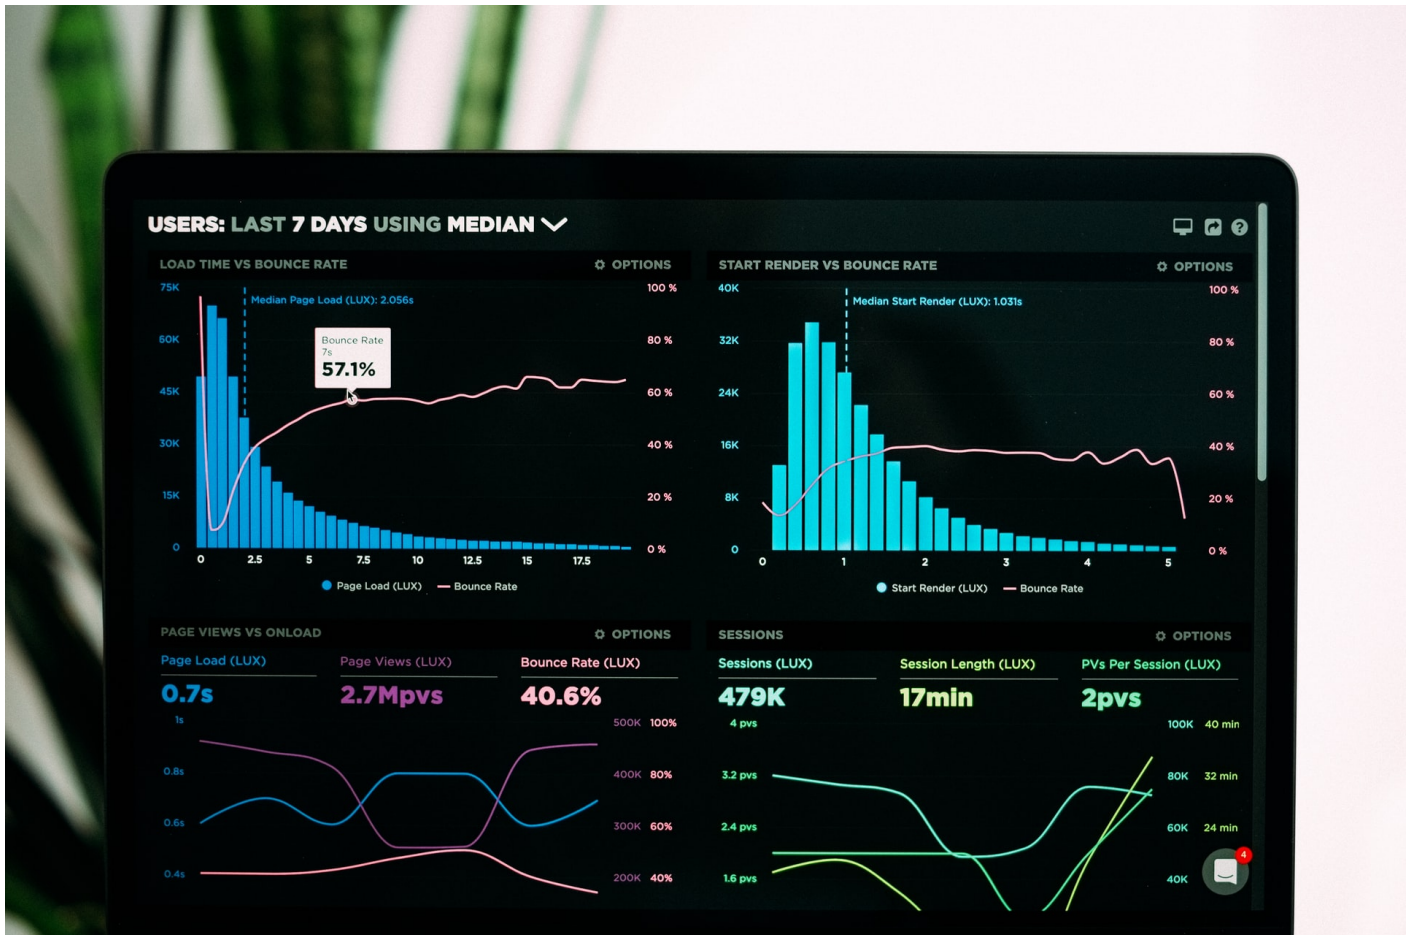 USERS: LAST 7 DAYS USING MEDIAN
LOAD TIME VS BOUNCE RATE
OPTIONS
75K
60K
45K
30K
15K
0
Median Page Load (LUX): 2.056s
Bounce Rate
7s
57.1%
100 %
80 %
60 %
40 %
20 %
0 %
0 2.5 5 7.5 10 12.5 15 17.5
Page Load (LUX) Bounce Rate
START RENDER VS BOUNCE RATE
OPTIONS
40K
32K
24K
16K
8K
0
Median Start Render (LUX): 1.031s
100 %
80 %
60 %
40 %
20 %
0 %
0 1 2 3 4 5
Start Render (LUX) Bounce Rate
PAGE VIEWS VS ONLOAD
OPTIONS
Page Load (LUX) Page Views (LUX) Bounce Rate (LUX)
0.7s 2.7Mpvs 40.6%
1s
0.8s
0.6s
0.4s
500K 100%
400K 80%
300K 60%
200K 40%
SESSIONS
OPTIONS
Sessions (LUX) Session Length (LUX) PVs Per Session (LUX)
479K 17min 2pvs
4 pvs
3.2 pvs
2.4 pvs
1.6 pvs
100K 40 min
80K 32 min
60K 24 min
40K
4